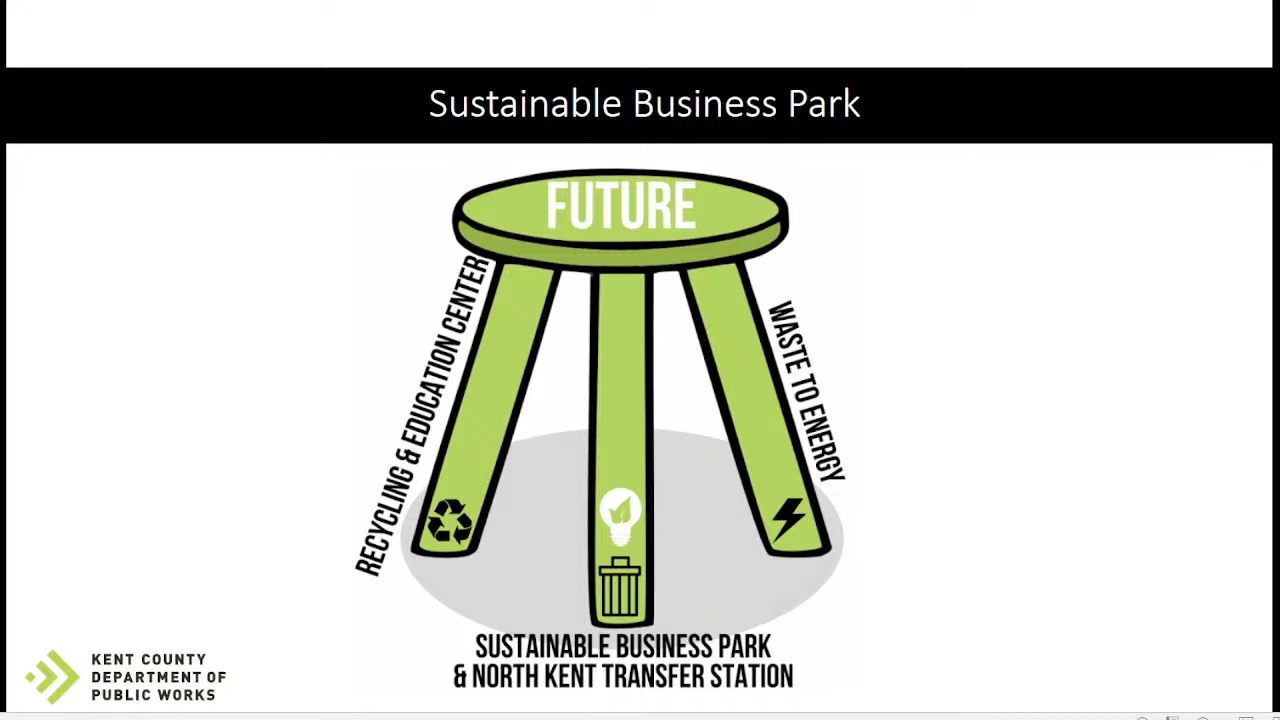 Sustainable Business Park
FUTURE
RECYCLING & EDUCATION CENTER
WASTE TO ENERGY
SUSTAINABLE BUSINESS PARK
& NORTH KENT TRANSFER STATION
KENT COUNTY
DEPARTMENT OF
PUBLIC WORKS